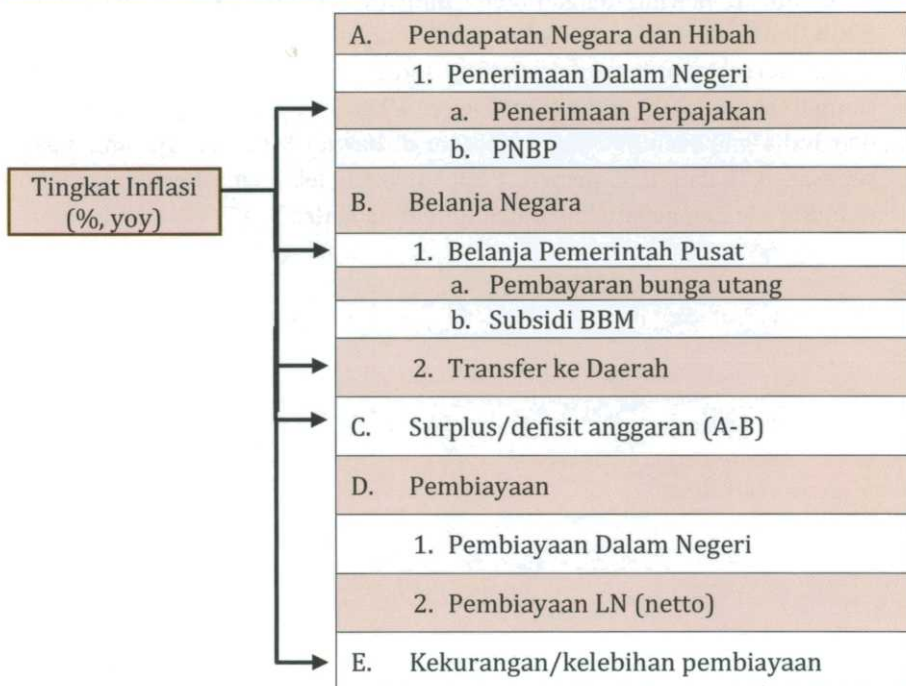 A. Pendapatan Negara dan Hibah
1. Penerimaan Dalam Negeri
a. Penerimaan Perpajakan
b. PNBP
Tingkat Inflasi
(%, yoy)
B. Belanja Negara
1. Belanja Pemerintah Pusat
a. Pembayaran bunga utang
b. Subsidi BBM
2. Transfer ke Daerah
C. Surplus/defisit anggaran (A-B)
D. Pembiayaan
1. Pembiayaan Dalam Negeri
2. Pembiayaan LN (netto)
E. Kekurangan/kelebihan pembiayaan